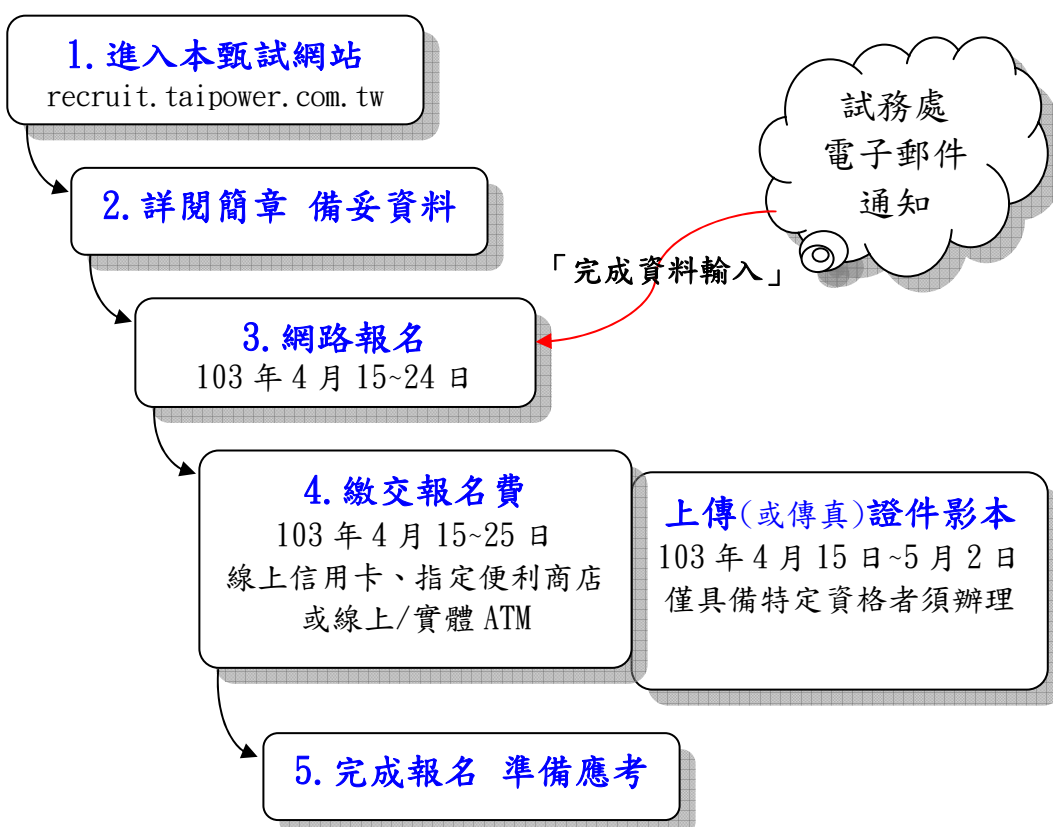 1.進入本甄試網站
recruit.taipower.com.tw
試務處
電子郵件
通知
2.詳閱簡章 備妥資料
「完成資料輸入」
3.網路報名
103年4月15~24日
4.繳交報名費
103年4月15~25日
線上信用卡、指定便利商店
或線上/實體ATM
上傳(或傳真)證件影本
103年4月15日~5月2日
僅具備特定資格者須辦理
5.完成報名 準備應考